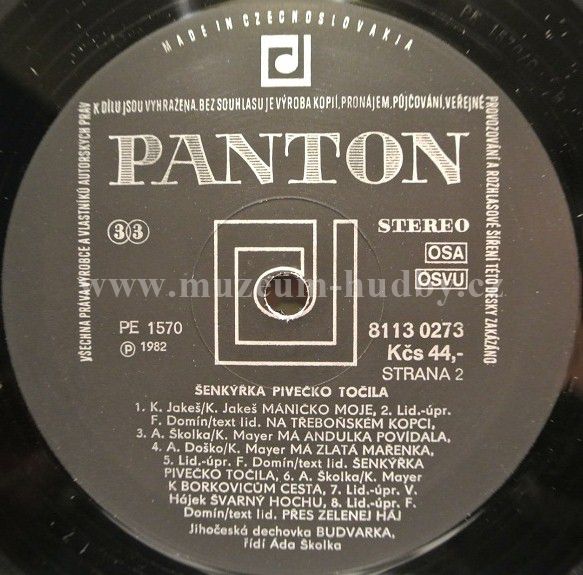 MADE IN CZECHOSLOVAKIA
VŠECHNA PRÁVA VÝROBCE A VLASTNÍKŮ AUTORSKÝCH PRÁV
K DÍLU JSOU VYHRAZENA. BEZ SOUHLASU JE VÝROBA KOPIÍ, PRONÁJEM, PŮJČOVÁNÍ, VEŘEJNÉ
PROVOZOVÁNÍ A ROZHLASOVÉ ŠÍŘENÍ TÉTO DESKY ZAKÁZÁNO
PANTON
33
STEREO
OSA
OSVU
www.muzeum-hudby.cz
PE 1570
℗ 1982
8113 0273
Kčs 44,-
STRANA 2
ŠENKÝŘKA PIVEČKO TOČILA
1. K. Jakeš/K. Jakeš MÁNIČKO MOJE, 2. Lid.-úpr.
F. Domín/text lid. NA TŘEBOŇSKÉM KOPCI,
3. A. Školka/K. Mayer MÁ ANDULKA POVÍDALA,
4. A. Doško/K. Mayer MÁ ZLATÁ MAŘENKA,
5. Lid.-úpr. F. Domín/text lid. ŠENKÝŘKA
PIVEČKO TOČILA, 6. A. Školka/K. Mayer
K BORKOVICŮM CESTA, 7. Lid.-úpr. V.
Hájek ŠVARNÝ HOCHU, 8. Lid.-úpr. F.
Domín/text lid. PŘES ZELENEJ HÁJ
Jihočeská dechovka BUDVARKA,
řídí Áda Školka